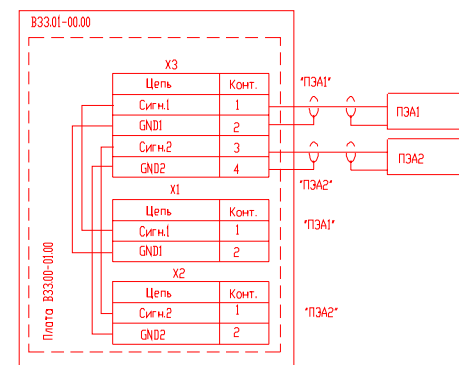 ВЗЗ.01-00.00
X3
Цепь Конт.
Сигн.1 1
GND1 2
Сигн.2 3
GND2 4
"ПЭА1"
ПЭА1
ПЭА2
"ПЭА2"
X1
Цепь Конт.
Сигн.1 1
GND1 2
"ПЭА1"
X2
Цепь Конт.
Сигн.2 1
GND2 2
"ПЭА2"
Плата ВЗЗ.00-01.00